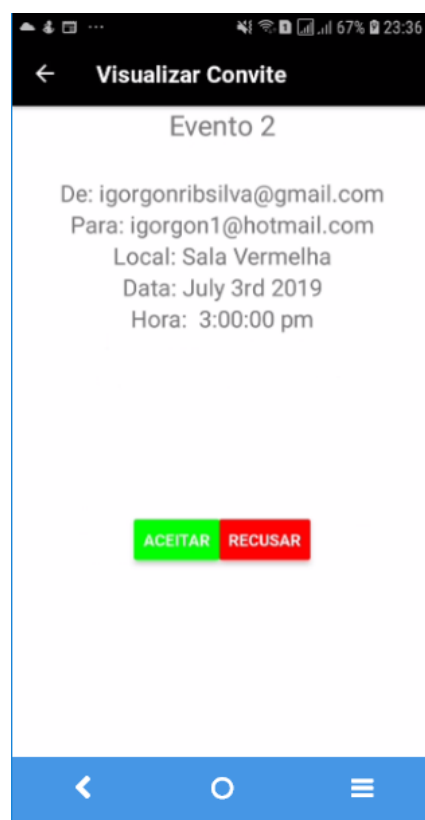 67% 23:36
Visualizar Convite
Evento 2
De: igorgonribsilva@gmail.com
Para: igorgon1@hotmail.com
Local: Sala Vermelha
Data: July 3rd 2019
Hora: 3:00:00 pm
ACEITAR RECUSAR